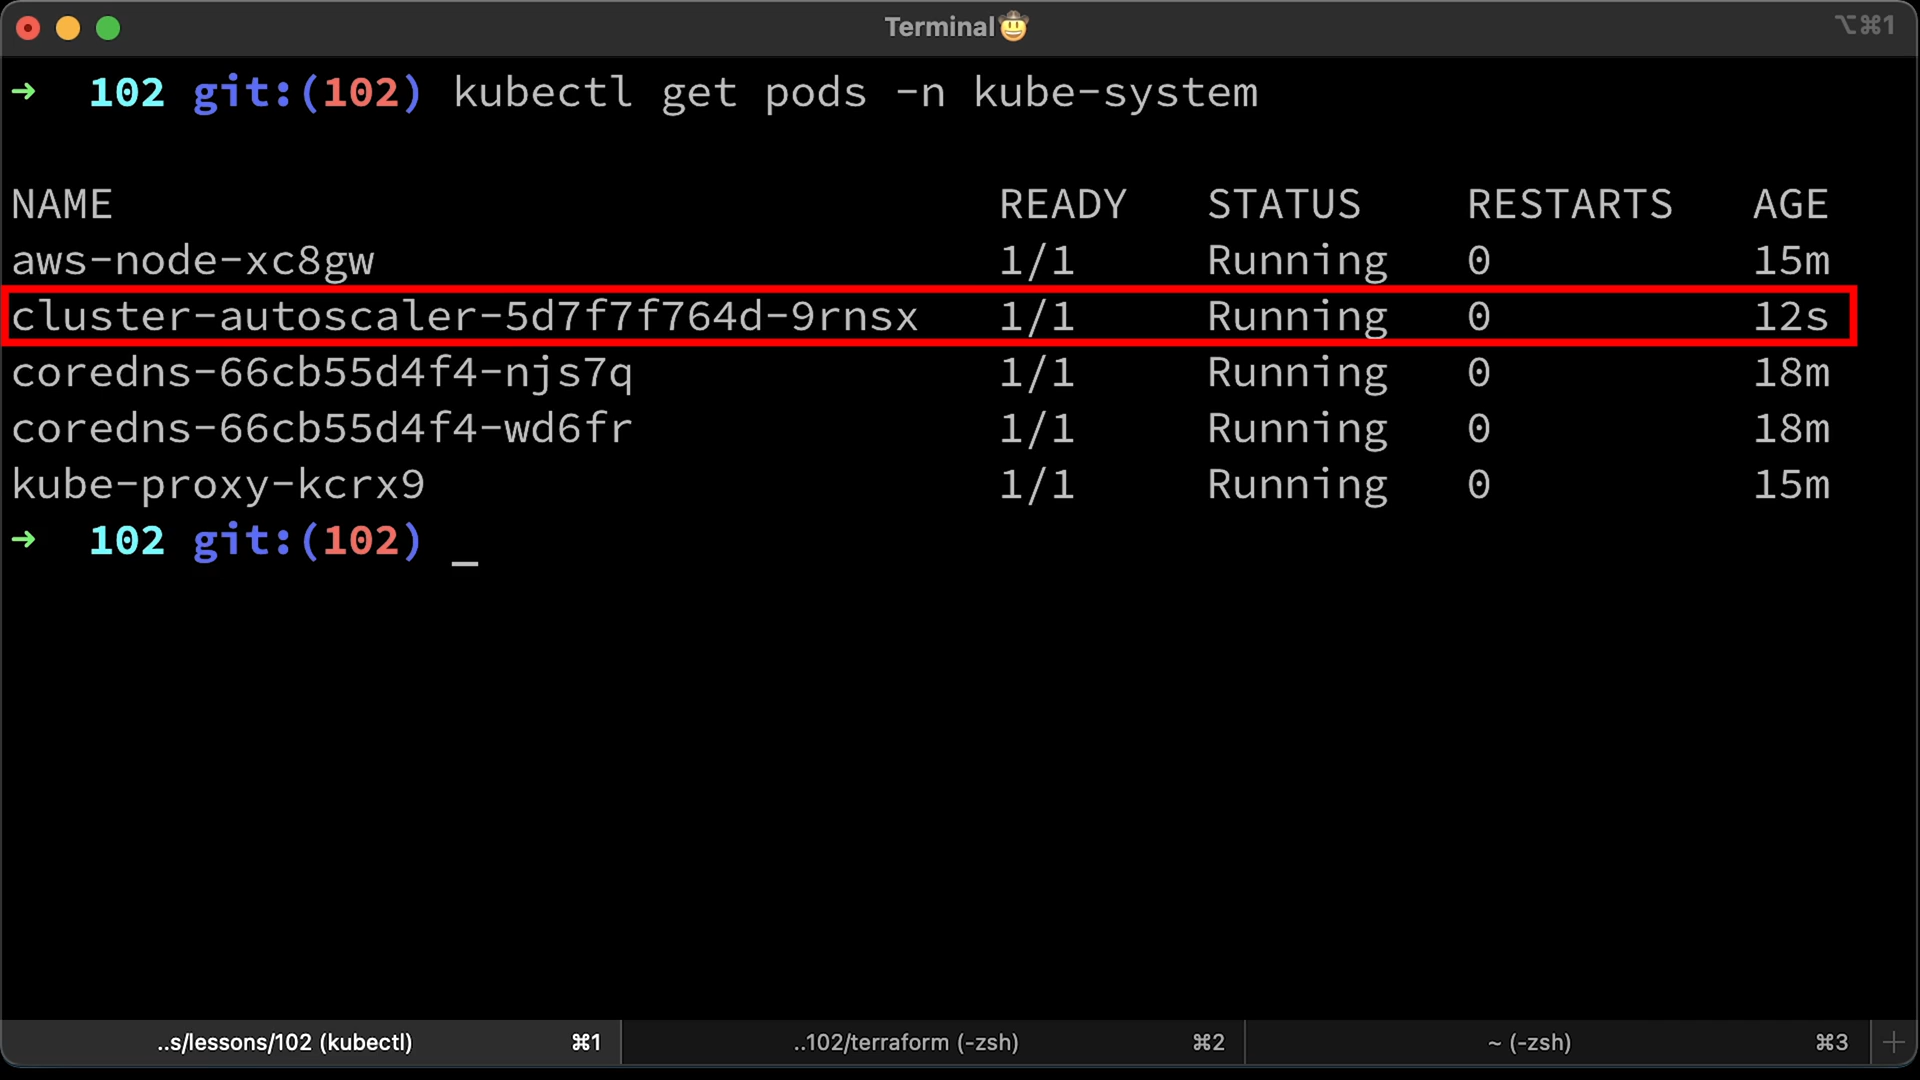 Terminal🤠 ⌥⌘1
➜ 102 git:(102) kubectl get pods -n kube-system
NAME READY STATUS RESTARTS AGE
aws-node-xc8gw 1/1 Running 0 15m
cluster-autoscaler-5d7f7f764d-9rnsx 1/1 Running 0 12s
coredns-66cb55d4f4-njs7q 1/1 Running 0 18m
coredns-66cb55d4f4-wd6fr 1/1 Running 0 18m
kube-proxy-kcrx9 1/1 Running 0 15m
➜ 102 git:(102) _
..s/lessons/102 (kubectl) ⌘1 ..102/terraform (-zsh) ⌘2 ~ (-zsh) ⌘3 +